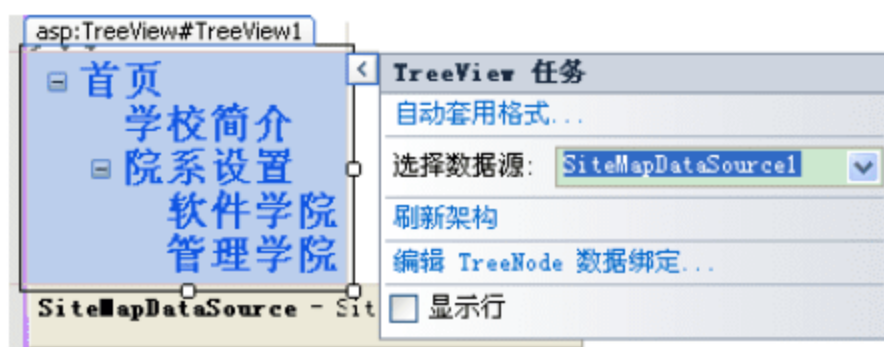 asp:TreeView#TreeView1
首页
学校简介
院系设置
软件学院
管理学院
SiteMapDataSource - Sit
TreeView 任务
自动套用格式...
选择数据源: SiteMapDataSource1
刷新架构
编辑 TreeNode 数据绑定...
显示行